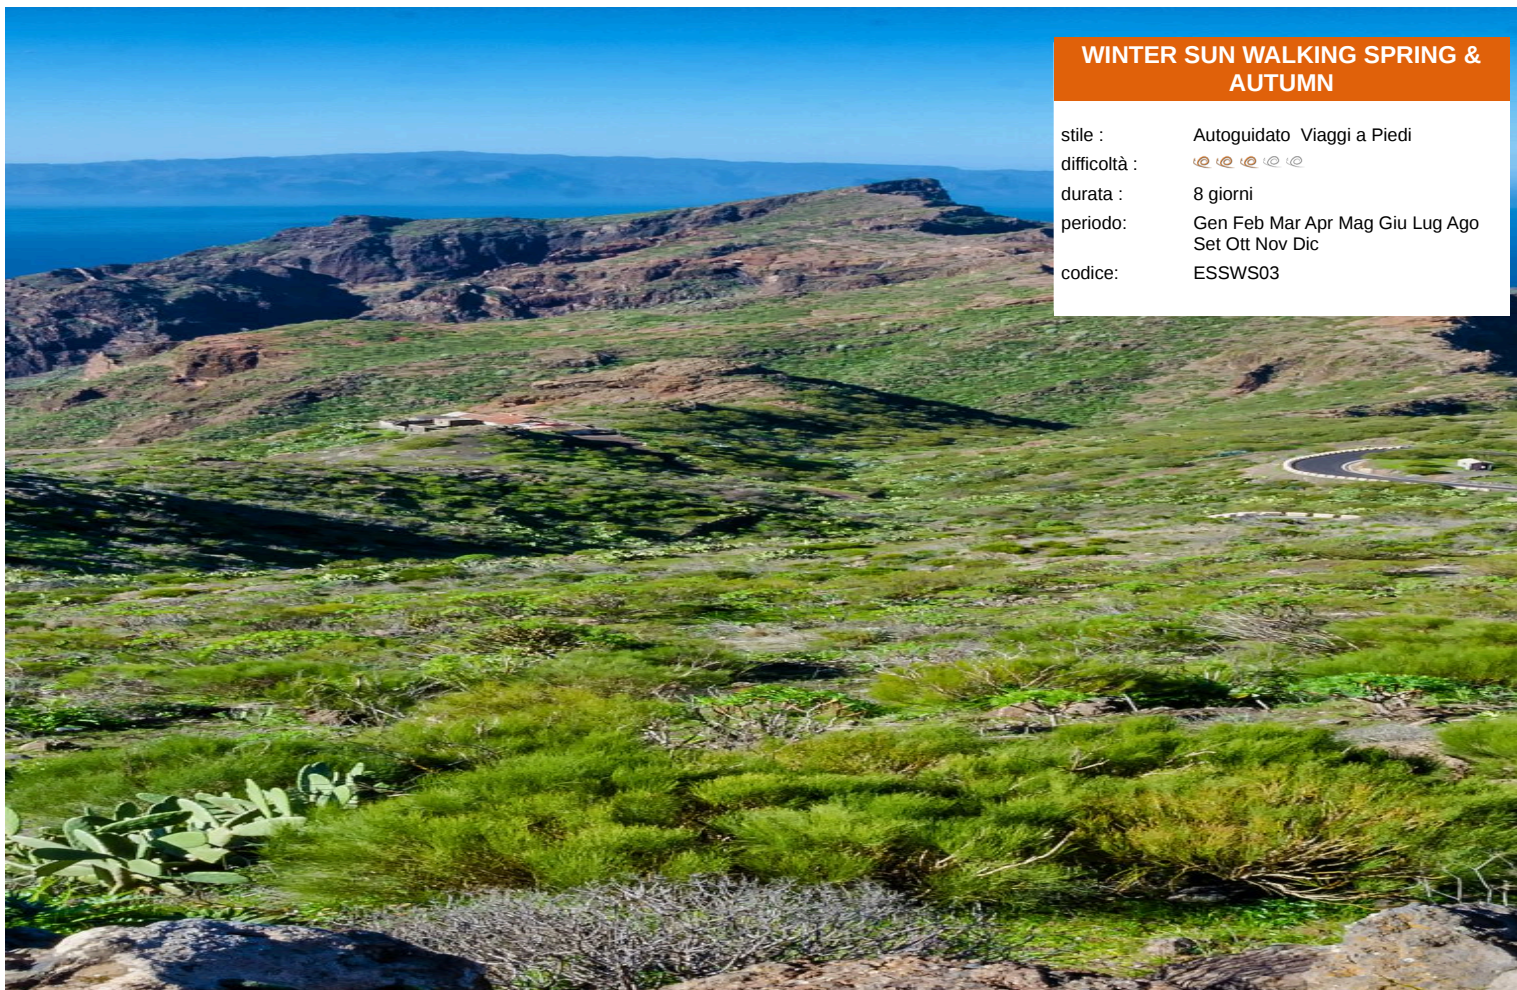 WINTER SUN WALKING SPRING &
AUTUMN
stile : Autoguidato Viaggi a Piedi
difficoltà :
durata : 8 giorni
periodo: Gen Feb Mar Apr Mag Giu Lug Ago
Set Ott Nov Dic
codice: ESSWS03